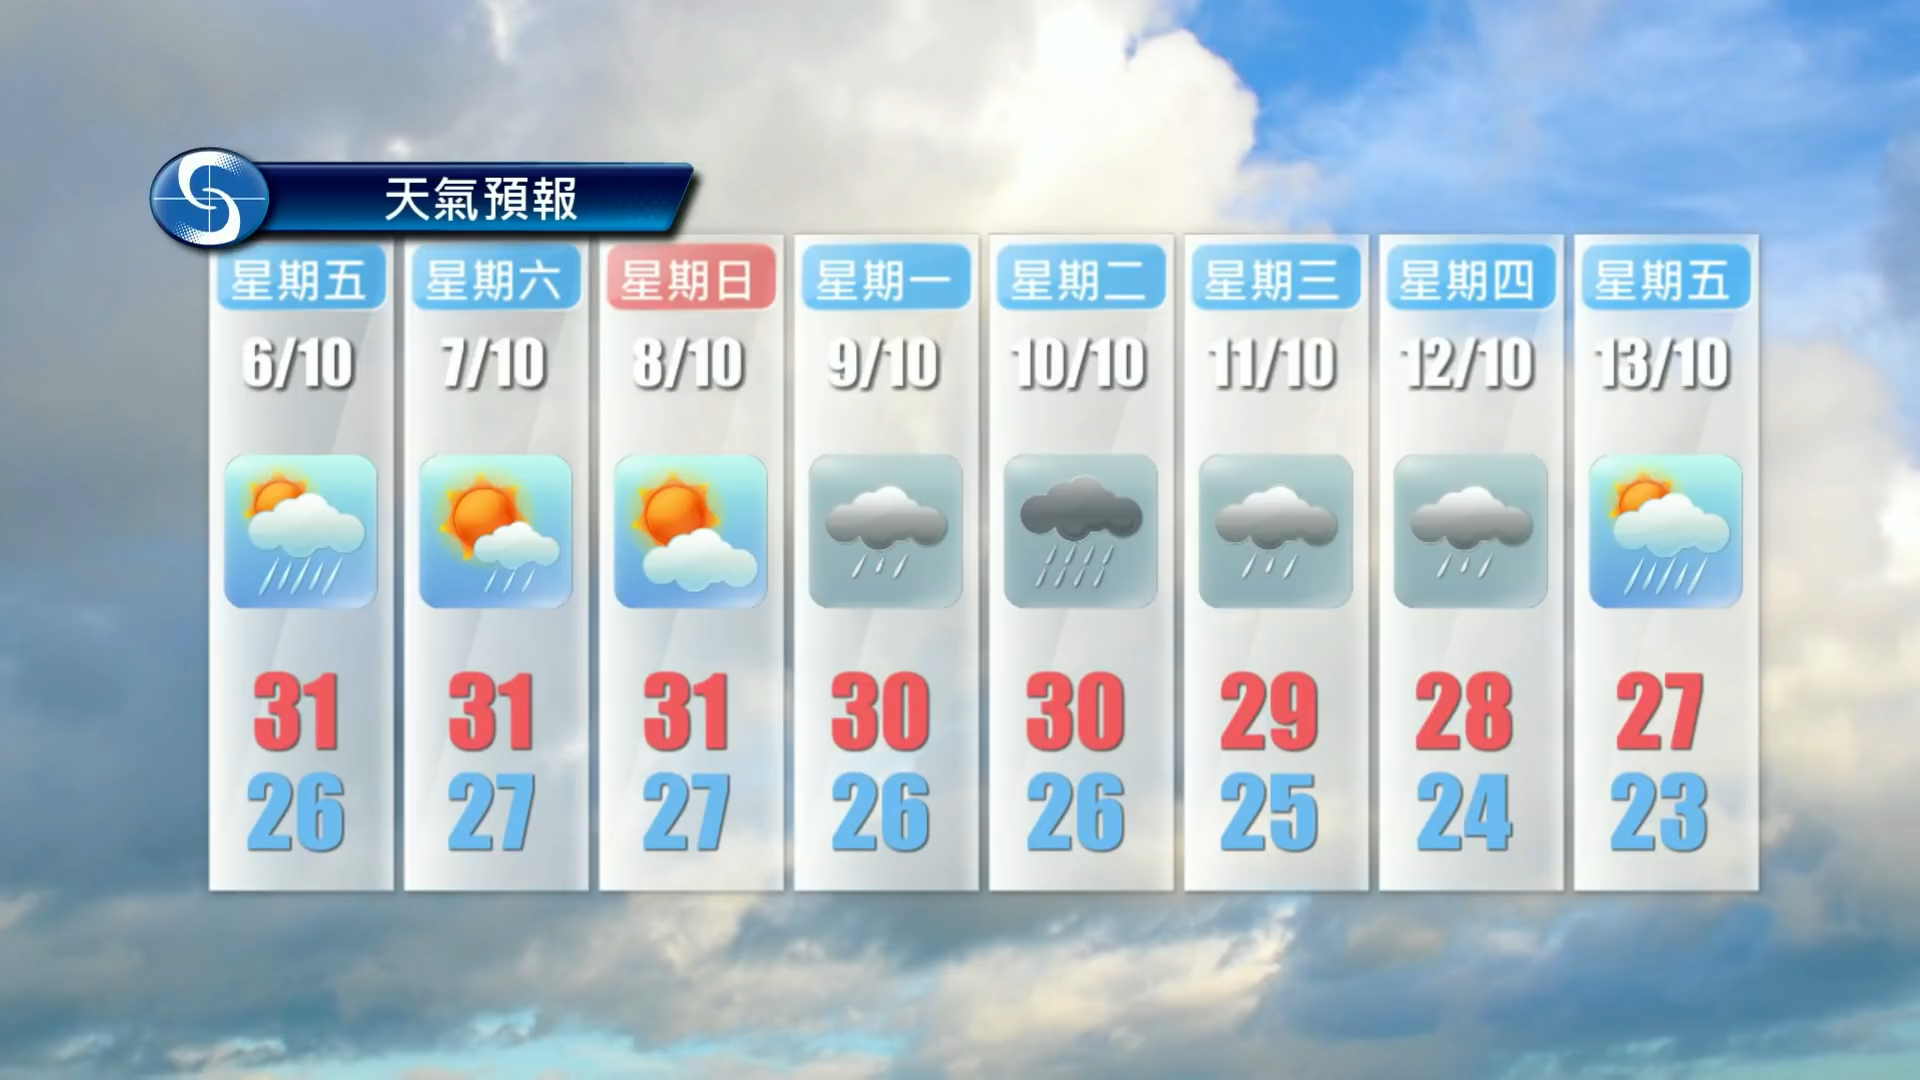 天氣預報
星期五 星期六 星期日 星期一 星期二 星期三 星期四 星期五
6/10 7/10 8/10 9/10 10/10 11/10 12/10 13/10
31 31 31 30 30 29 28 27
26 27 27 26 26 25 24 23